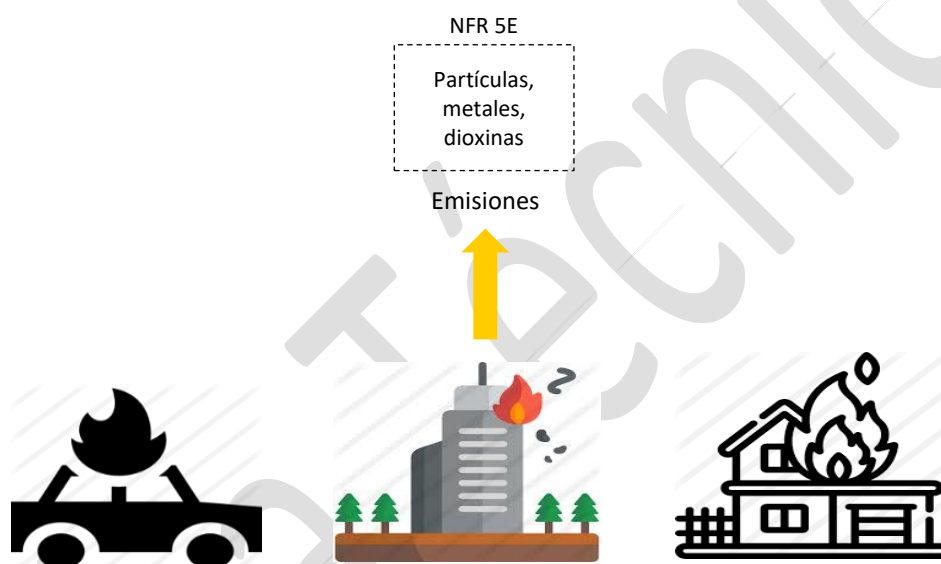 NFR 5E
Partículas,
metales,
dioxinas
Emisiones